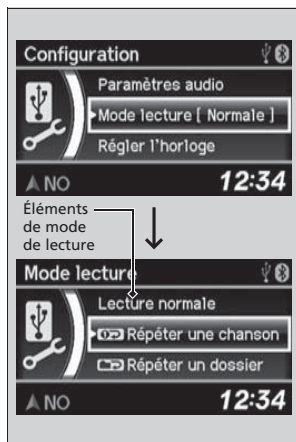 Configuration
Paramètres audio
Mode lecture [ Normale ]
Régler l'horloge
NO
12:34
Éléments
de mode
de lecture
Mode lecture
Lecture normale
Répéter une chanson
Répéter un dossier
NO
12:34